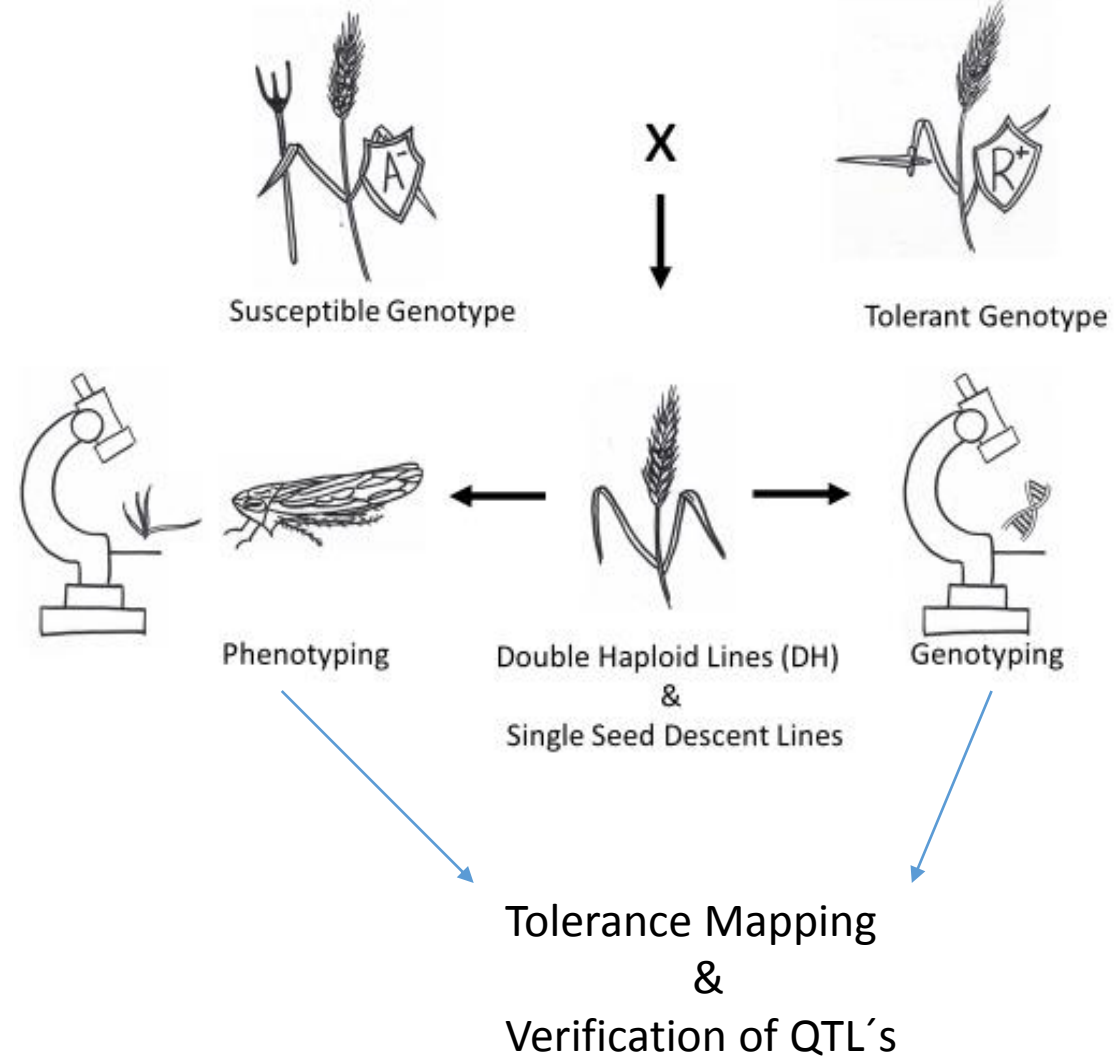 A⁻
X
R⁺
Susceptible Genotype
Tolerant Genotype
Phenotyping
Double Haploid Lines (DH)
&
Single Seed Descent Lines
Genotyping
Tolerance Mapping
&
Verification of QTL´s